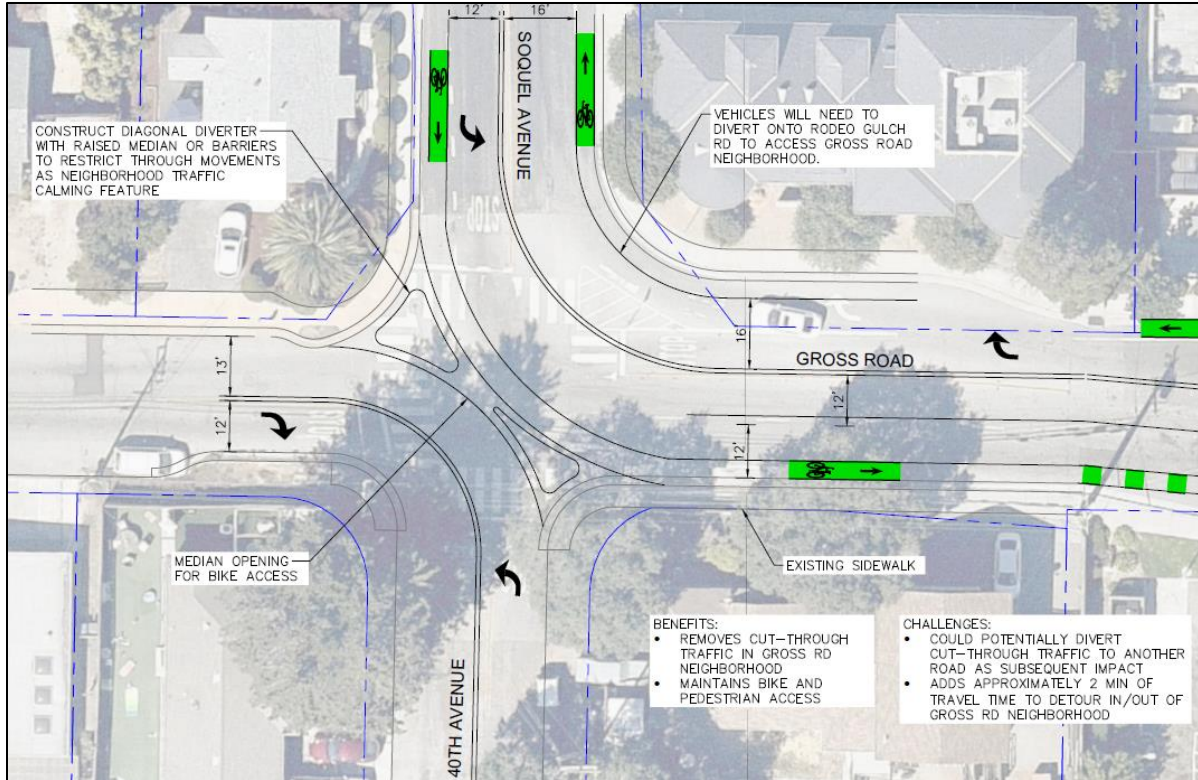 12'
16'
SOQUEL AVENUE
CONSTRUCT DIAGONAL DIVERTER
WITH RAISED MEDIAN OR BARRIERS
TO RESTRICT THROUGH MOVEMENTS
AS NEIGHBORHOOD TRAFFIC
CALMING FEATURE
VEHICLES WILL NEED TO
DIVERT ONTO RODEO GULCH
RD TO ACCESS GROSS ROAD
NEIGHBORHOOD.
STOP
16'
GROSS ROAD
13'
12'
12'
12'
MEDIAN OPENING
FOR BIKE ACCESS
EXISTING SIDEWALK
40TH AVENUE
BENEFITS:
• REMOVES CUT-THROUGH
TRAFFIC IN GROSS RD
NEIGHBORHOOD
• MAINTAINS BIKE AND
PEDESTRIAN ACCESS
CHALLENGES:
• COULD POTENTIALLY DIVERT
CUT-THROUGH TRAFFIC TO ANOTHER
ROAD AS SUBSEQUENT IMPACT
• ADDS APPROXIMATELY 2 MIN OF
TRAVEL TIME TO DETOUR IN/OUT OF
GROSS RD NEIGHBORHOOD